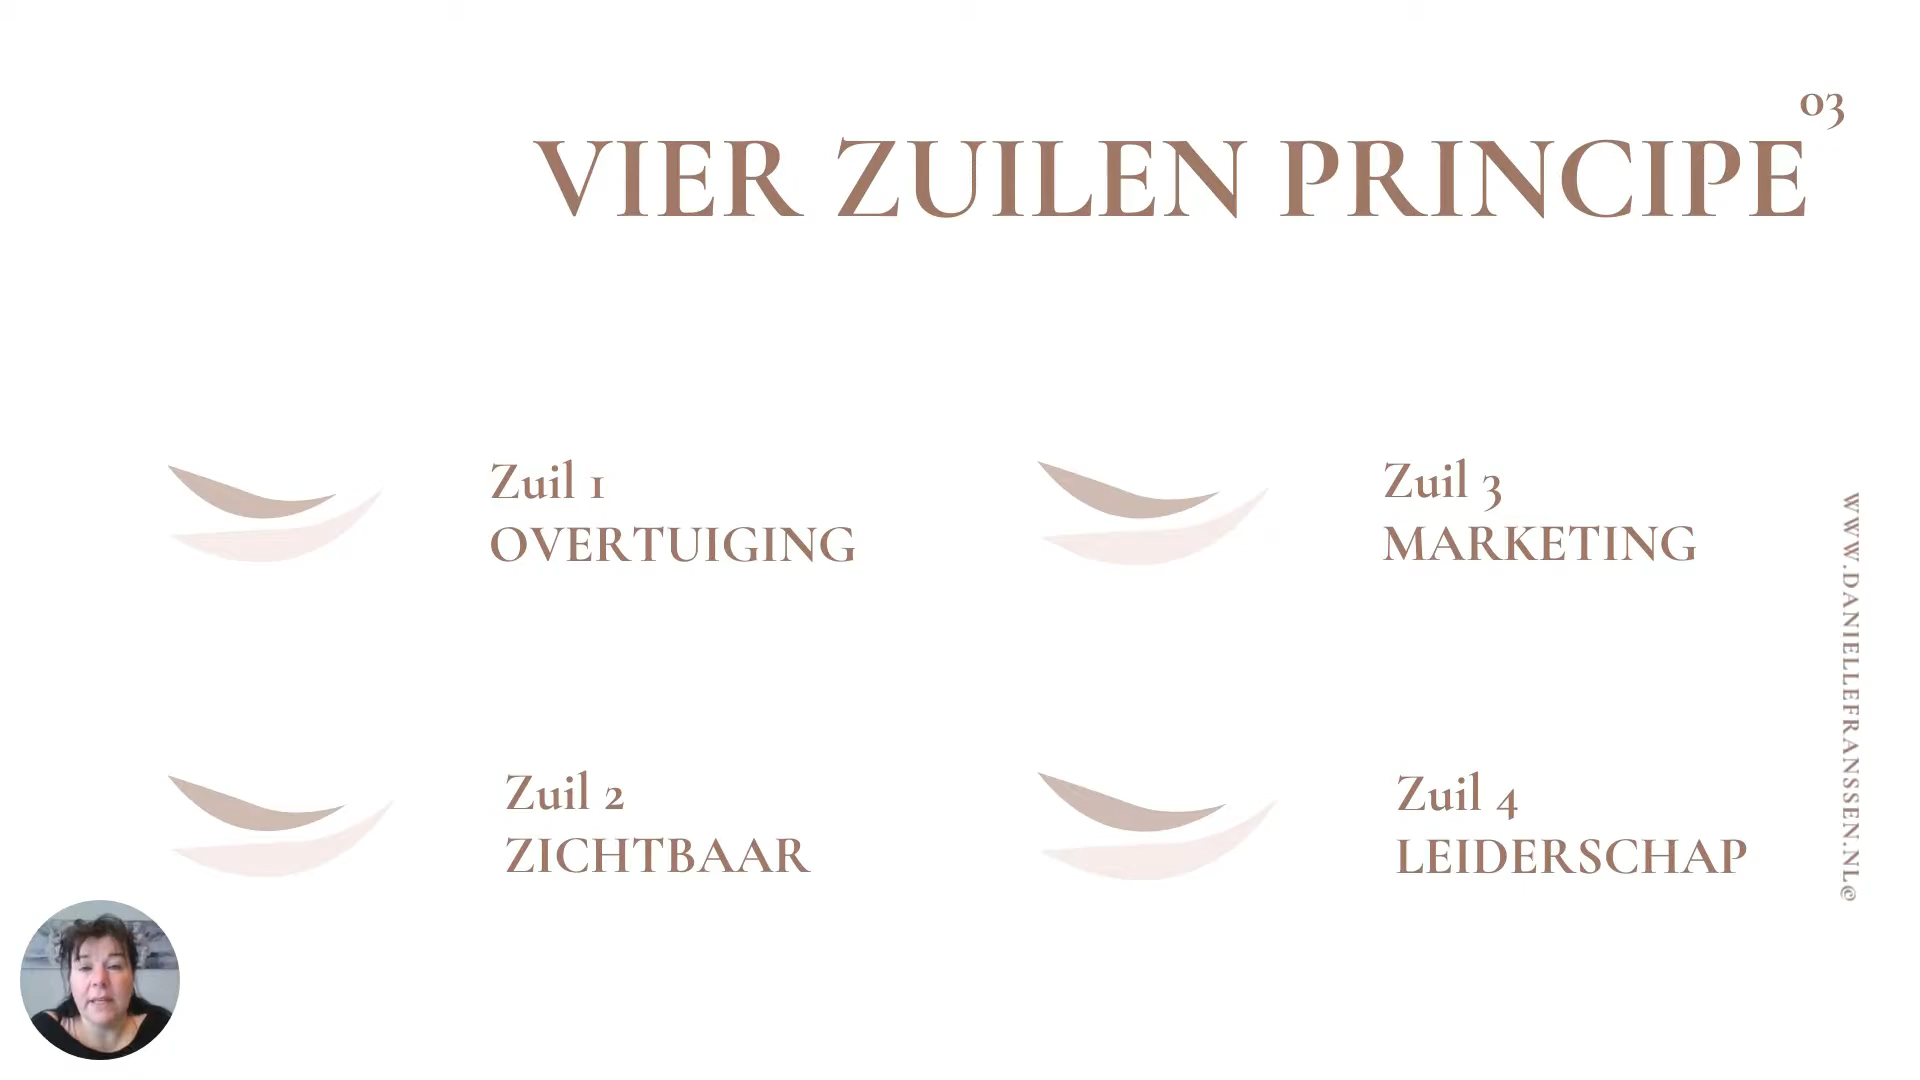 03
VIER ZUILEN PRINCIPE
Zuil 1
OVERTUIGING
Zuil 2
ZICHTBAAR
Zuil 3
MARKETING
Zuil 4
LEIDERSCHAP
WWW.DANIELLEFRANSSEN.NL@